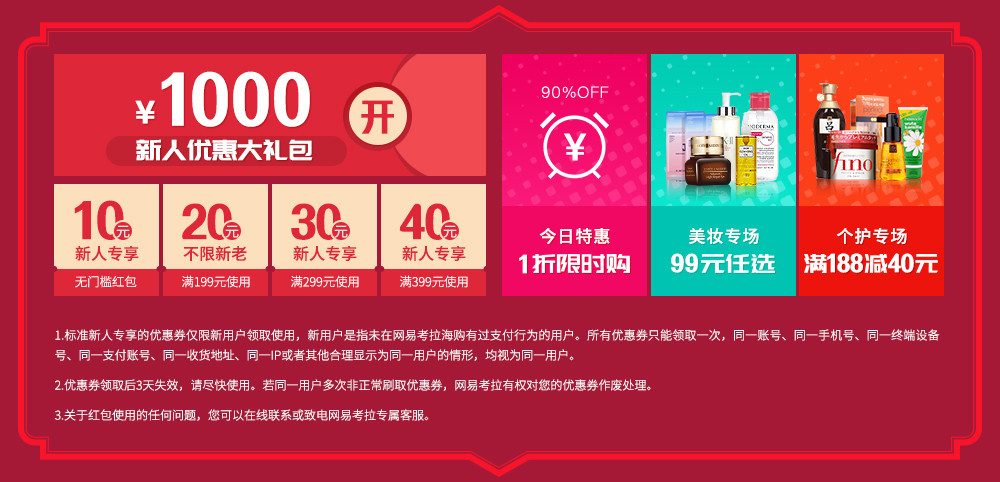 ¥1000
新人优惠大礼包
开
10元
新人专享
无门槛红包
20元
不限新老
满199元使用
30元
新人专享
满299元使用
40元
新人专享
满399元使用
90%OFF
¥
今日特惠
1折限时购
美妆专场
99元任选
fino
个护专场
满188减40元
1.标准新人专享的优惠券仅限新用户领取使用，新用户是指未在网易考拉海购有过支付行为的用户。所有优惠券只能领取一次，同一账号、同一手机号、同一终端设备
号、同一支付账号、同一收货地址、同一IP或者其他合理显示为同一用户的情形，均视为同一用户。
2.优惠券领取后3天失效，请尽快使用。若同一用户多次非正常刷取优惠券，网易考拉有权对您的优惠券作废处理。
3.关于红包使用的任何问题，您可以在线联系或致电网易考拉专属客服。